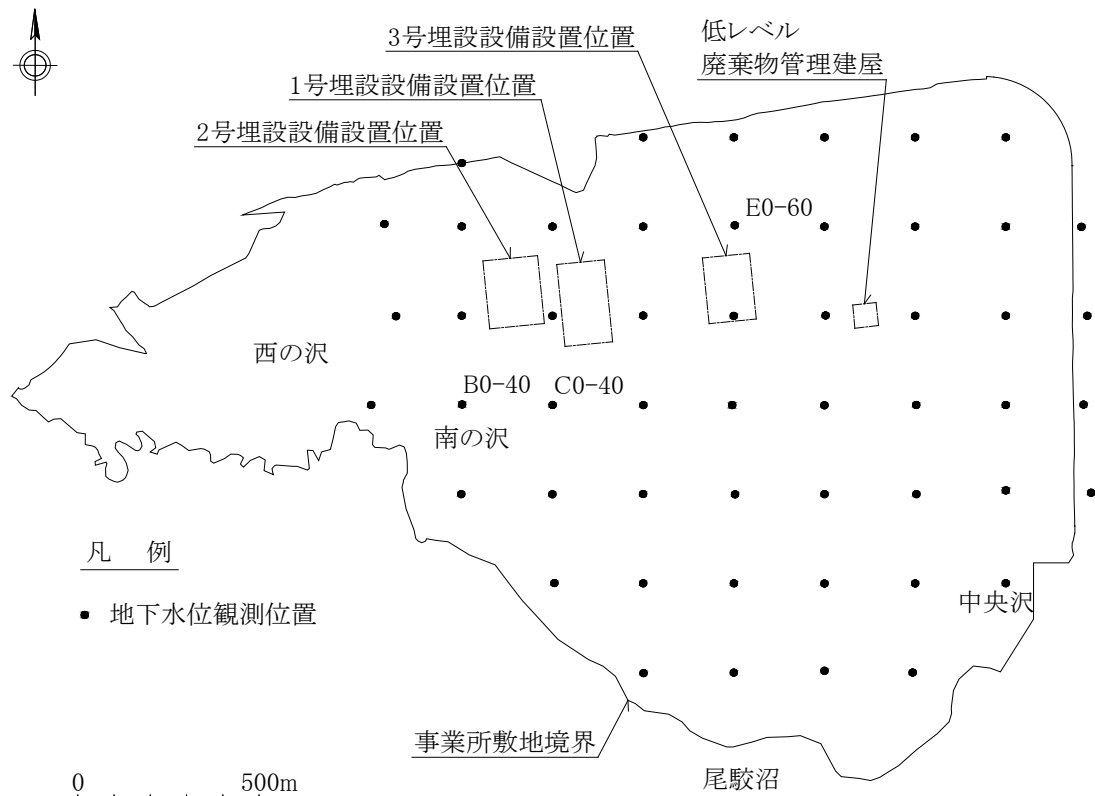 低レベル
廃棄物管理建屋
3号埋設設備設置位置
1号埋設設備設置位置
2号埋設設備設置位置
E0-60
西の沢
B0-40
C0-40
南の沢
凡 例
地下水位観測位置
中央沢
事業所敷地境界
尾駮沼
0
500m